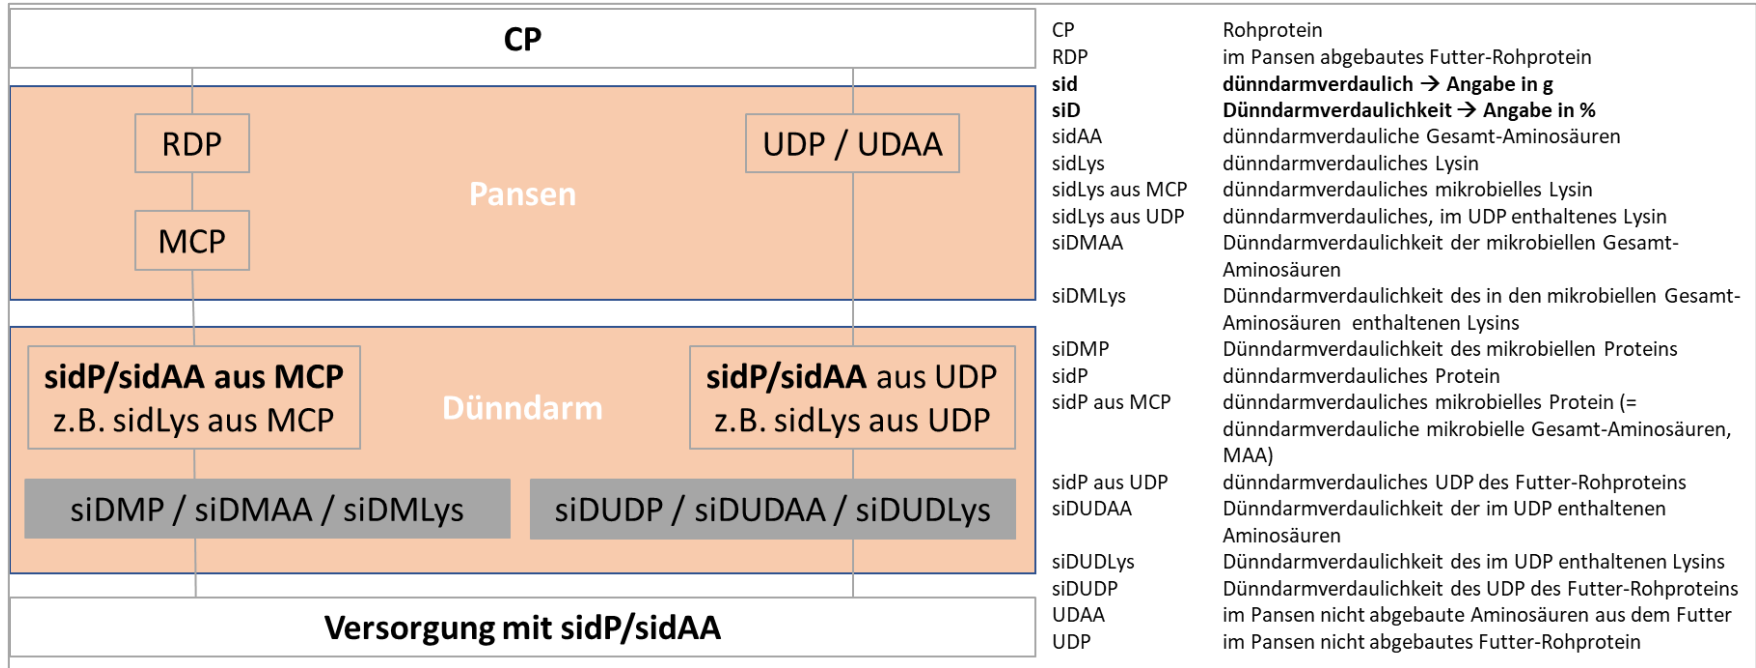 CP
RDP
UDP / UDAA
Pansen
MCP
sidP/sidAA aus MCP
z.B. sidLys aus MCP
sidP/sidAA aus UDP
z.B. sidLys aus UDP
Dünndarm
siDMP / siDMAA / siDMLys
siDUDP / siDUDAA / siDUDLys
Versorgung mit sidP/sidAA
CP Rohprotein
RDP im Pansen abgebautes Futter-Rohprotein
sid dünndarmverdaulich → Angabe in g
siD Dünndarmverdaulichkeit → Angabe in %
sidAA dünndarmverdauliche Gesamt-Aminosäuren
sidLys dünndarmverdauliches Lysin
sidLys aus MCP dünndarmverdauliches mikrobielles Lysin
sidLys aus UDP dünndarmverdauliches, im UDP enthaltenes Lysin
siDMAA Dünndarmverdaulichkeit der mikrobiellen Gesamt-
Aminosäuren
siDMLys Dünndarmverdaulichkeit des in den mikrobiellen Gesamt-
Aminosäuren enthaltenen Lysins
siDMP Dünndarmverdaulichkeit des mikrobiellen Proteins
sidP dünndarmverdauliches Protein
sidP aus MCP dünndarmverdauliches mikrobielles Protein (=
dünndarmverdauliche mikrobielle Gesamt-Aminosäuren,
MAA)
sidP aus UDP dünndarmverdauliches UDP des Futter-Rohproteins
siDUDAA Dünndarmverdaulichkeit der im UDP enthaltenen
Aminosäuren
siDUDLys Dünndarmverdaulichkeit des im UDP enthaltenen Lysins
siDUDP Dünndarmverdaulichkeit des UDP des Futter-Rohproteins
UDAA im Pansen nicht abgebaute Aminosäuren aus dem Futter
UDP im Pansen nicht abgebautes Futter-Rohprotein